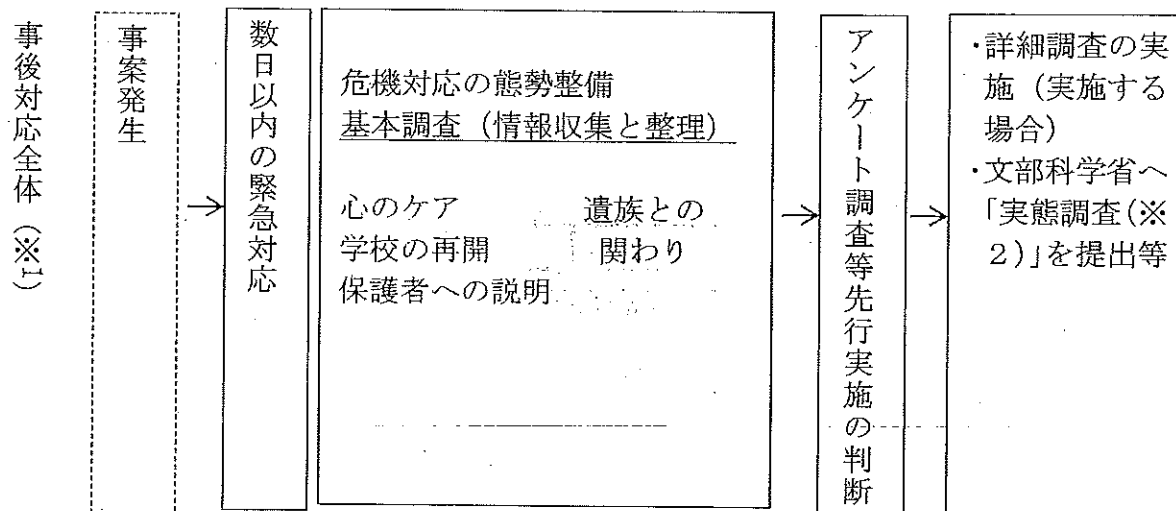 事後対応全体(※1)
事案発生
→
数日以内の緊急対応
危機対応の態勢整備
基本調査(情報収集と整理)
心のケア 遺族との
学校の再開 関わり
保護者への説明
→
アンケート調査等先行実施の判断
→
・詳細調査の実
施(実施する
場合)
・文部科学省へ
「実態調査(※
2)」を提出等